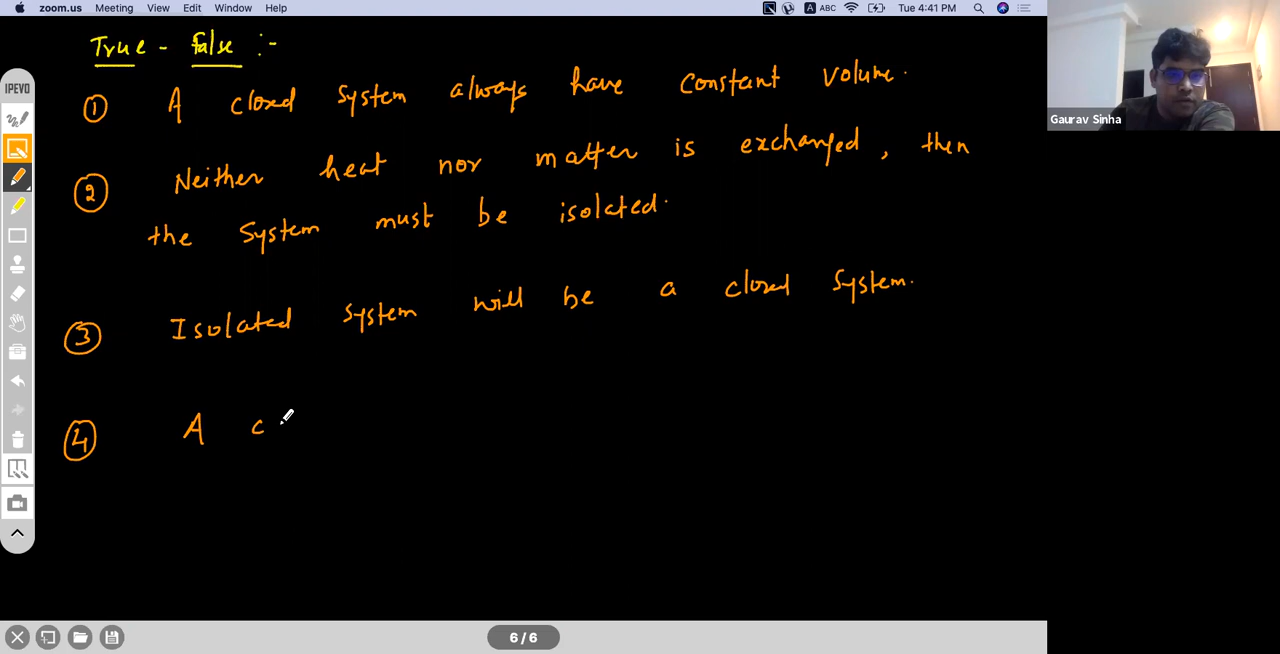 zoom.us Meeting View Edit Window Help
A ABC Tue 4:41 PM
True - False :-
IPEVO
① A closed system always have constant volume.
Gaurav Sinha
② Neither heat nor matter is exchanged, then
the system must be isolated.
③ Isolated system will be a closed system.
④ A c
6 / 6